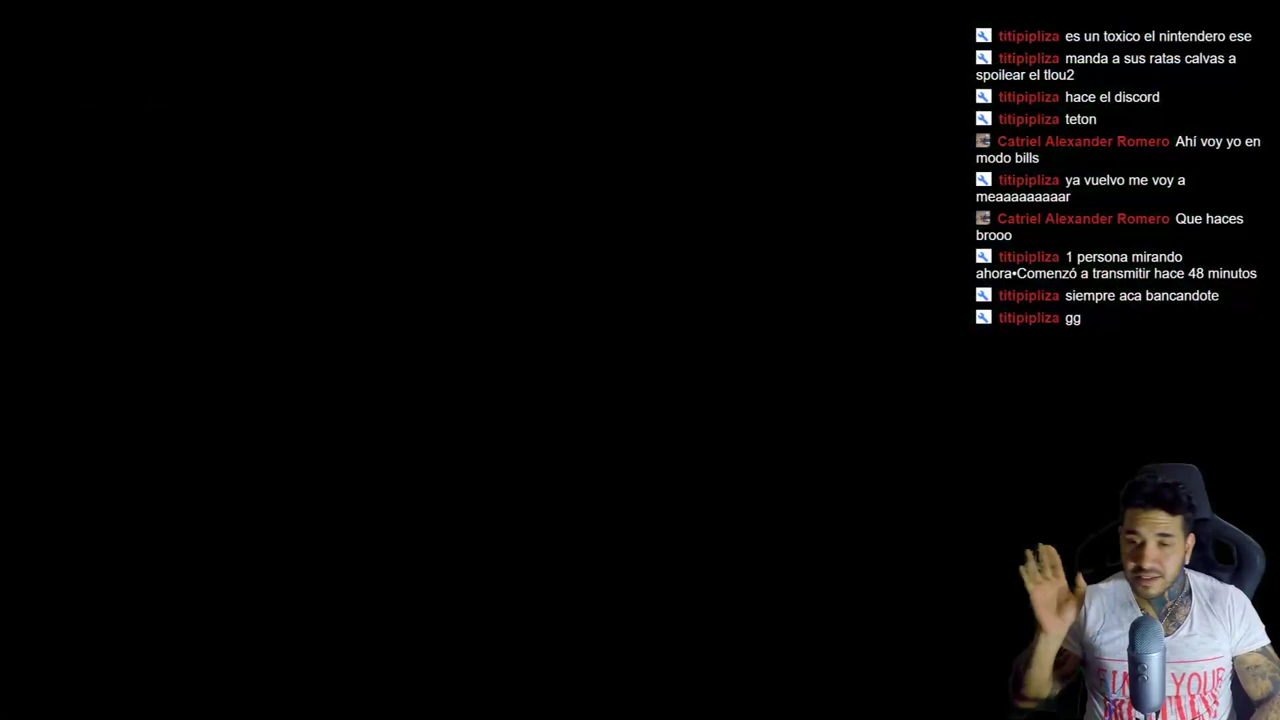 titipipliza es un toxico el nintendero ese
titipipliza manda a sus ratas calvas a
spoilear el tlou2
titipipliza hace el discord
titipipliza teton
Catriel Alexander Romero Ahí voy yo en
modo bills
titipipliza ya vuelvo me voy a
meaaaaaaaar
Catriel Alexander Romero Que haces
brooo
titipipliza 1 persona mirando
ahora•Comenzó a transmitir hace 48 minutos
titipipliza siempre aca bancandote
titipipliza gg
YOUR